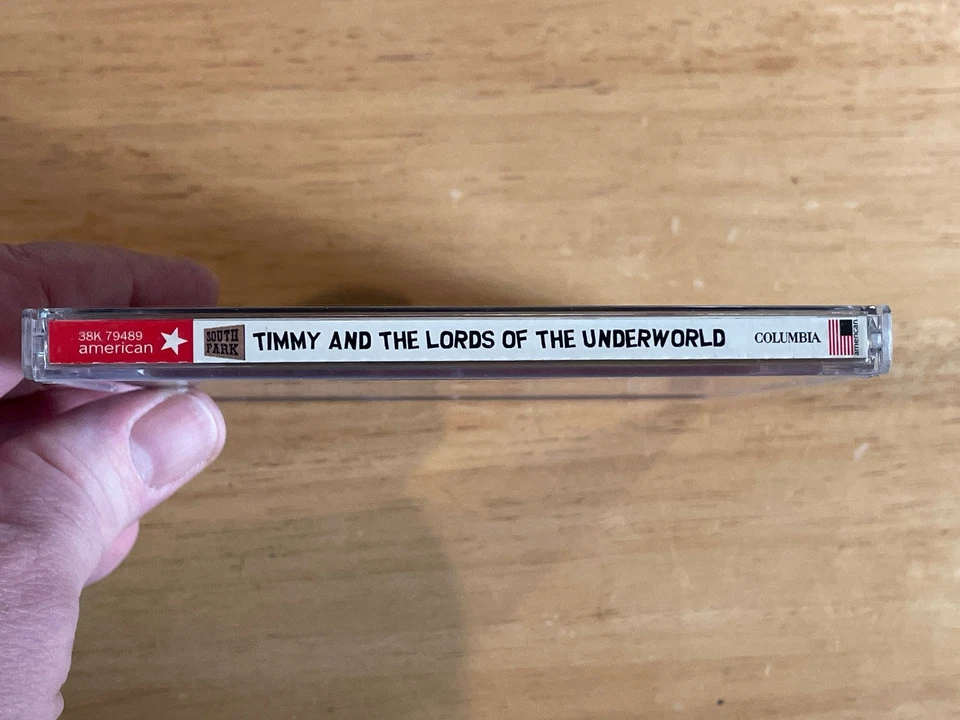 38K 79489
american
SOUTH
PARK
TIMMY AND THE LORDS OF THE UNDERWORLD
COLUMBIA
american